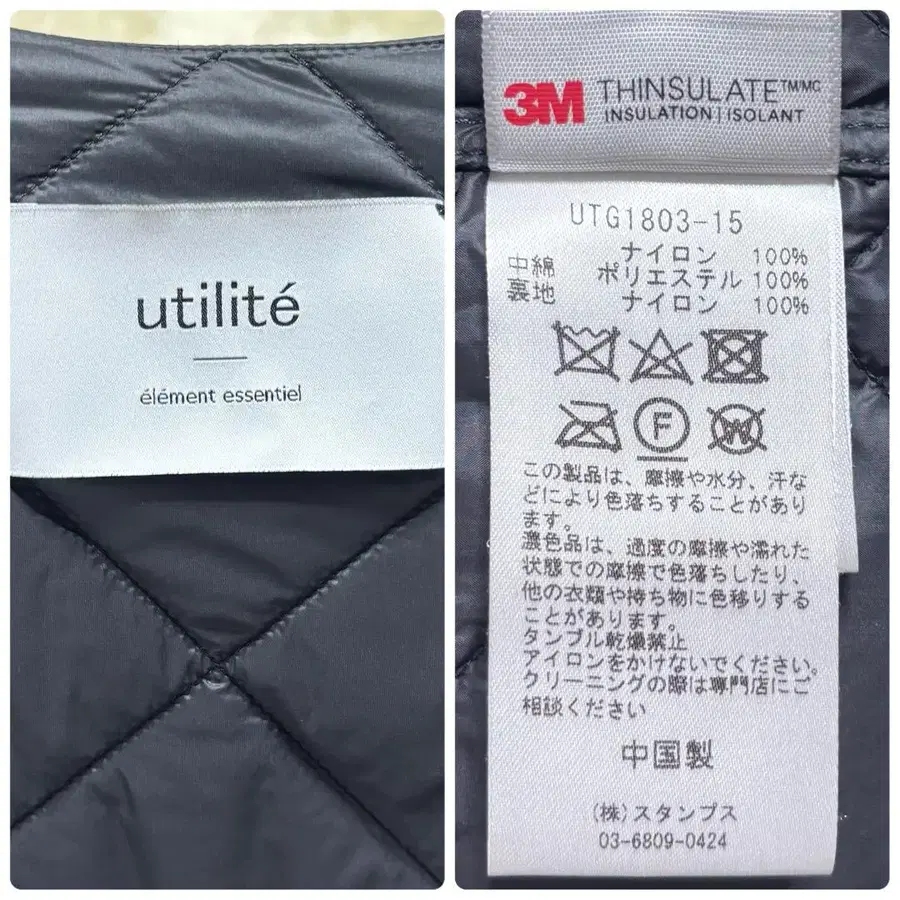 utilité
élément essentiel
3M THINSULATE™/MC
INSULATION | ISOLANT
UTG1803-15
ナイロン 100%
中綿 ポリエステル 100%
裏地 ナイロン 100%
F
W
この製品は、摩擦や水分、汗な
どにより色落ちすることがあり
ます。
濃色品は、過度の摩擦や濡れた
状態での摩擦で色落ちしたり、
他の衣類や持ち物に色移りする
ことがあります。
タンブル乾燥禁止
アイロンをかけないでください。
クリーニングの際は専門店にご
相談ください
中国製
(株)スタンプス
03-6809-0424